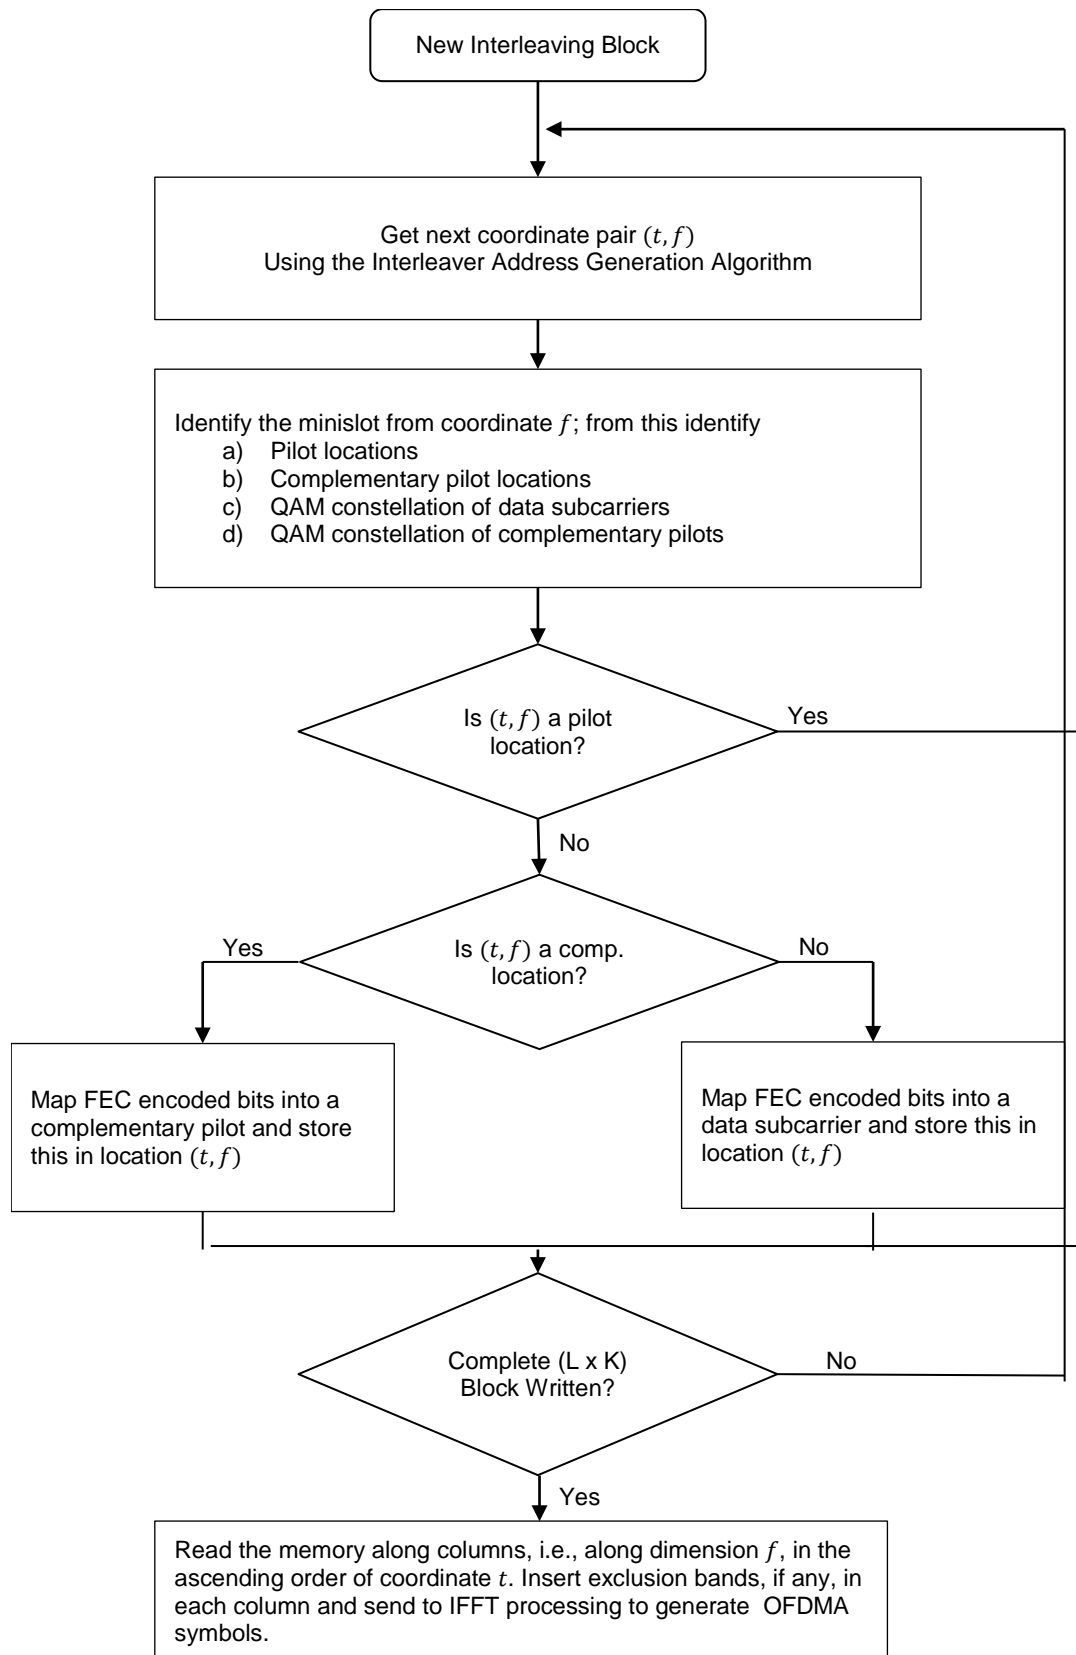 New Interleaving Block
Get next coordinate pair (t, f)
Using the Interleaver Address Generation Algorithm
Identify the minislot from coordinate f; from this identify
a) Pilot locations
b) Complementary pilot locations
c) QAM constellation of data subcarriers
d) QAM constellation of complementary pilots
Is (t, f) a pilot
location?
Yes
No
Is (t, f) a comp.
location?
Yes
No
Map FEC encoded bits into a
complementary pilot and store
this in location (t, f)
Map FEC encoded bits into a
data subcarrier and store this in
location (t, f)
Complete (L x K)
Block Written?
No
Yes
Read the memory along columns, i.e., along dimension f, in the
ascending order of coordinate t. Insert exclusion bands, if any, in
each column and send to IFFT processing to generate OFDMA
symbols.